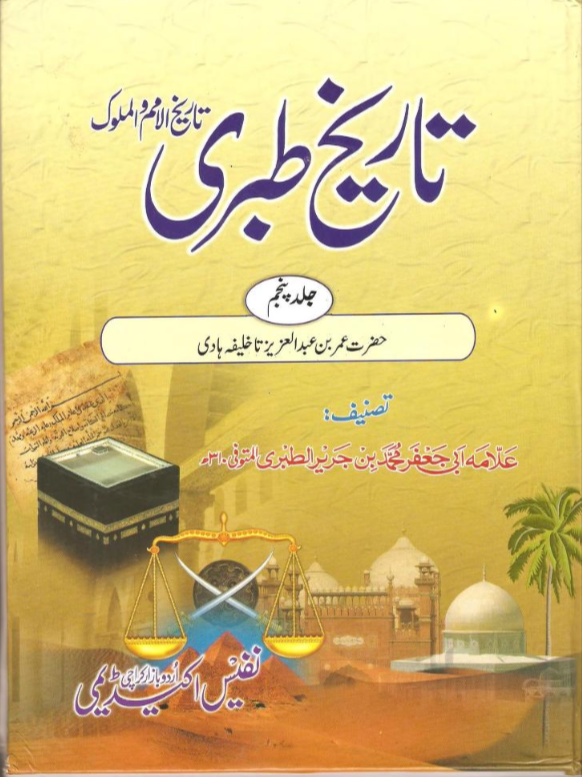 تاریخ طبری
تاریخ الامم والملوک
جلد پنجم
حضرت عمر بن عبدالعزیز تا خلیفہ ہادی
تصنیف:
علامہ ابی جعفر محمد بن جریر الطبری المتوفی ۳۱۰ھ
نفیس اکیڈیمی
اُردو بازار کراچی